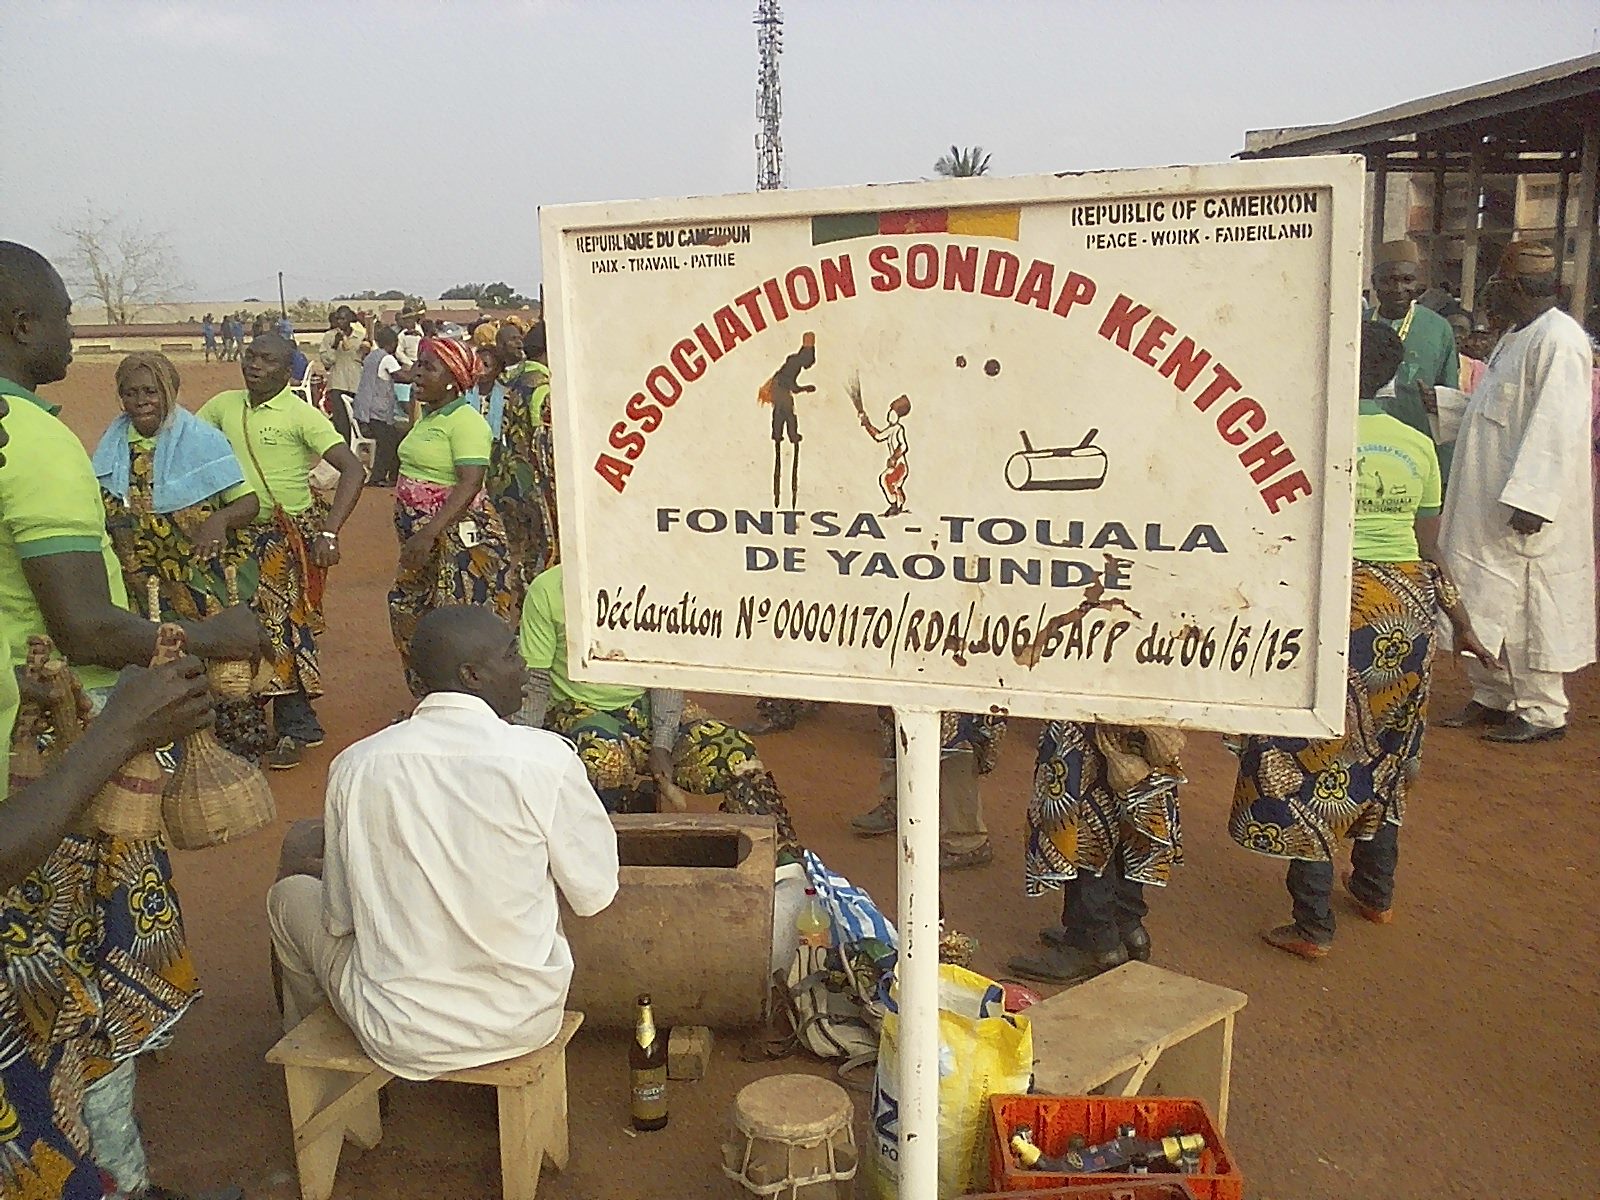 REPUBLIQUE DU CAMEROUN
PAIX - TRAVAIL - PATRIE
REPUBLIC OF CAMEROON
PEACE - WORK - FADERLAND
ASSOCIATION SONDAP KENTCHE
FONTSA - TOUALA
DE YAOUNDE
Déclaration Nº 00001170/RDA/J06/BAPP du 06/6/15